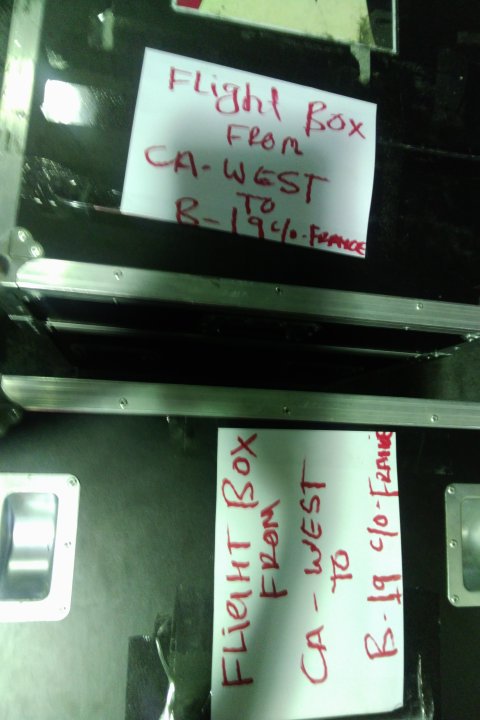 Flight Box
FROM
CA-WEST
TO
B-19 c/o-FRANCE
FLight BOX
FROM
CA-WEST
TO
B-19 c/o-FRANCE